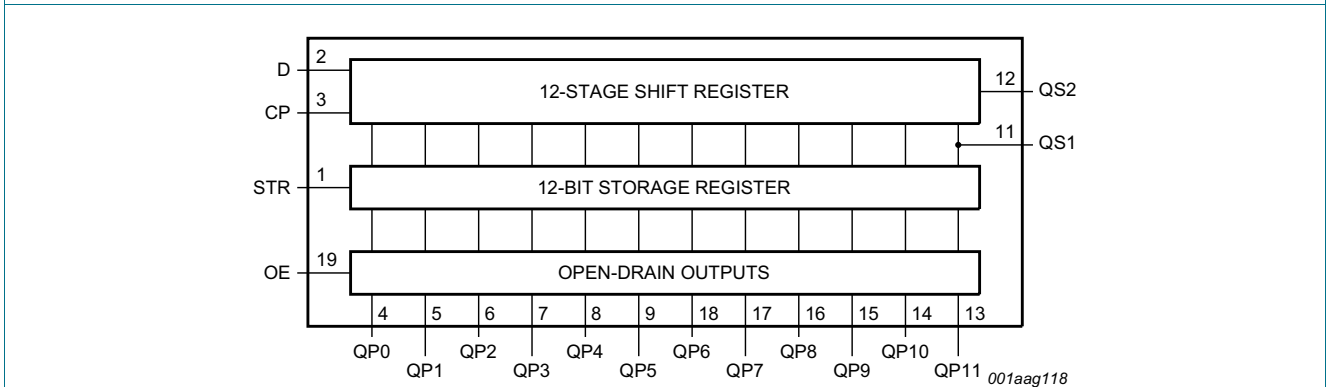 2
D
12-STAGE SHIFT REGISTER
12
QS2
3
CP
11
QS1
1
STR
12-BIT STORAGE REGISTER
19
OE
OPEN-DRAIN OUTPUTS
4 5 6 7 8 9 18 17 16 15 14 13
QP0 QP2 QP4 QP6 QP8 QP10
QP1 QP3 QP5 QP7 QP9 QP11
001aag118